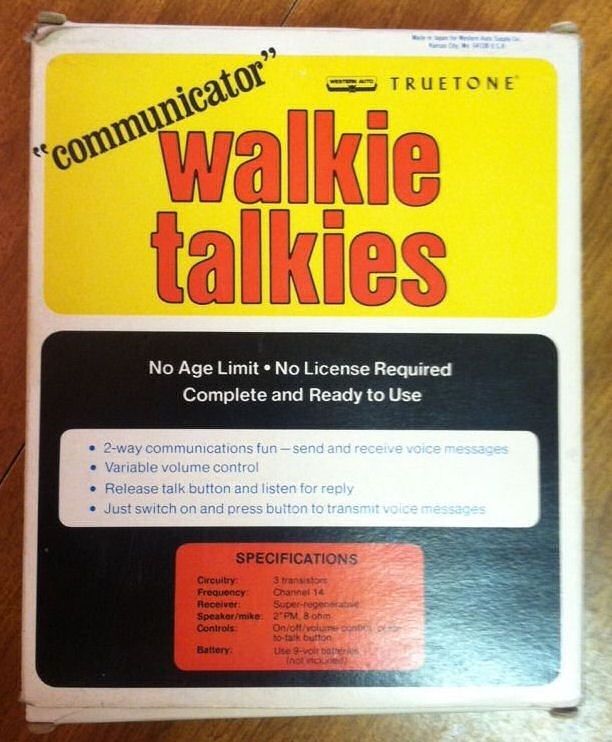 Made in Japan for Western Auto Supply Co.,
Kansas City, Mo. 64108 U.S.A.
WESTERN AUTO
TRUETONE®
"communicator"
walkie
talkies
No Age Limit • No License Required
Complete and Ready to Use
• 2-way communications fun — send and receive voice messages
• Variable volume control
• Release talk button and listen for reply
• Just switch on and press button to transmit voice messages
SPECIFICATIONS
Circuitry: 3 transistors
Frequency: Channel 14
Receiver: Super-regenerative
Speaker/mike: 2" PM, 8 ohm
Controls: On/off/volume control,
to-talk button
Battery: Use 9-volt batteries
(not included)